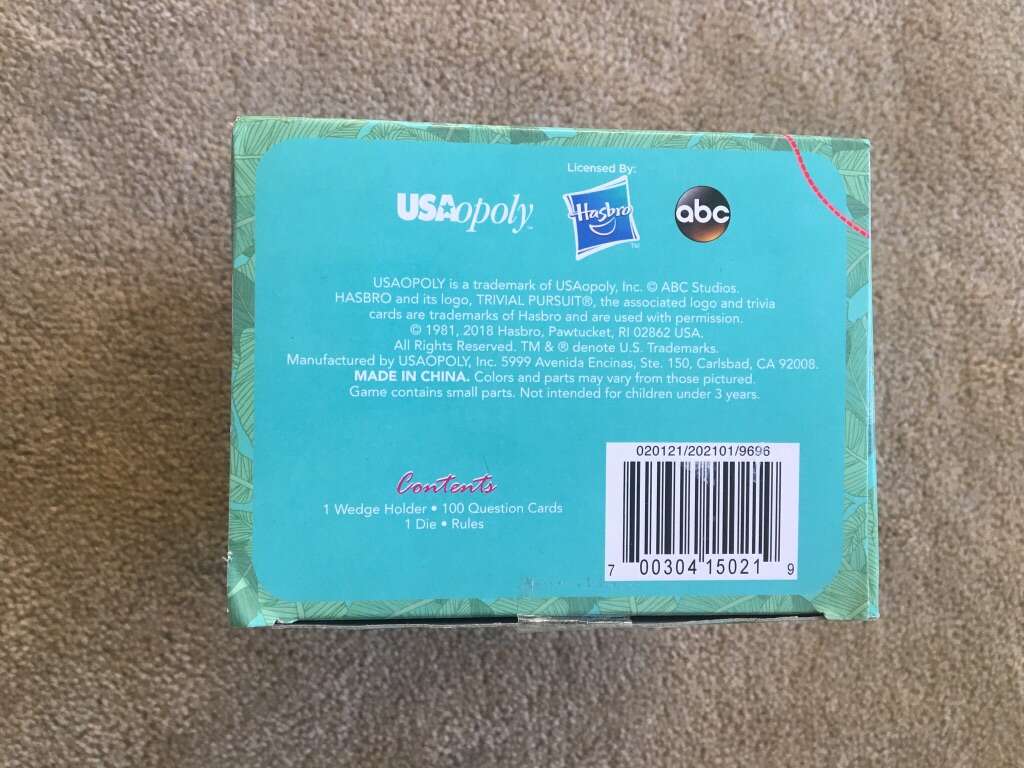 Licensed By:
USAopoly™
Hasbro
™
abc
USAOPOLY is a trademark of USAopoly, Inc. © ABC Studios.
HASBRO and its logo, TRIVIAL PURSUIT®, the associated logo and trivia
cards are trademarks of Hasbro and are used with permission.
© 1981, 2018 Hasbro, Pawtucket, RI 02862 USA.
All Rights Reserved. TM & ® denote U.S. Trademarks.
Manufactured by USAOPOLY, Inc. 5999 Avenida Encinas, Ste. 150, Carlsbad, CA 92008.
MADE IN CHINA. Colors and parts may vary from those pictured.
Game contains small parts. Not intended for children under 3 years.
Contents
1 Wedge Holder • 100 Question Cards
1 Die • Rules
020121/202101/9696
7 00304 15021 9